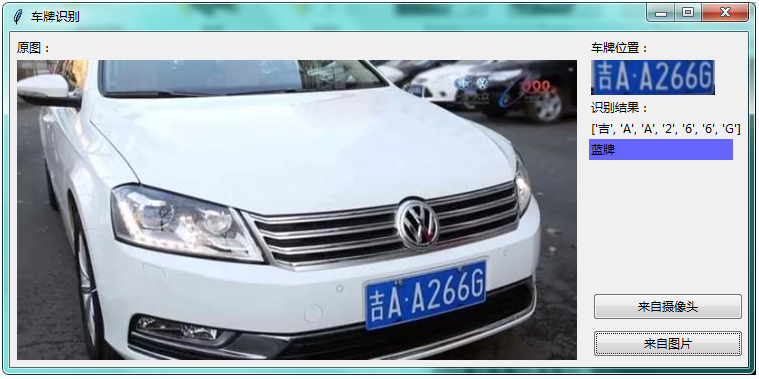 车牌识别
原图：
吉A·A266G
车牌位置：
吉A·A266G
识别结果：
['吉', 'A', 'A', '2', '6', '6', 'G']
蓝牌
来自摄像头
来自图片